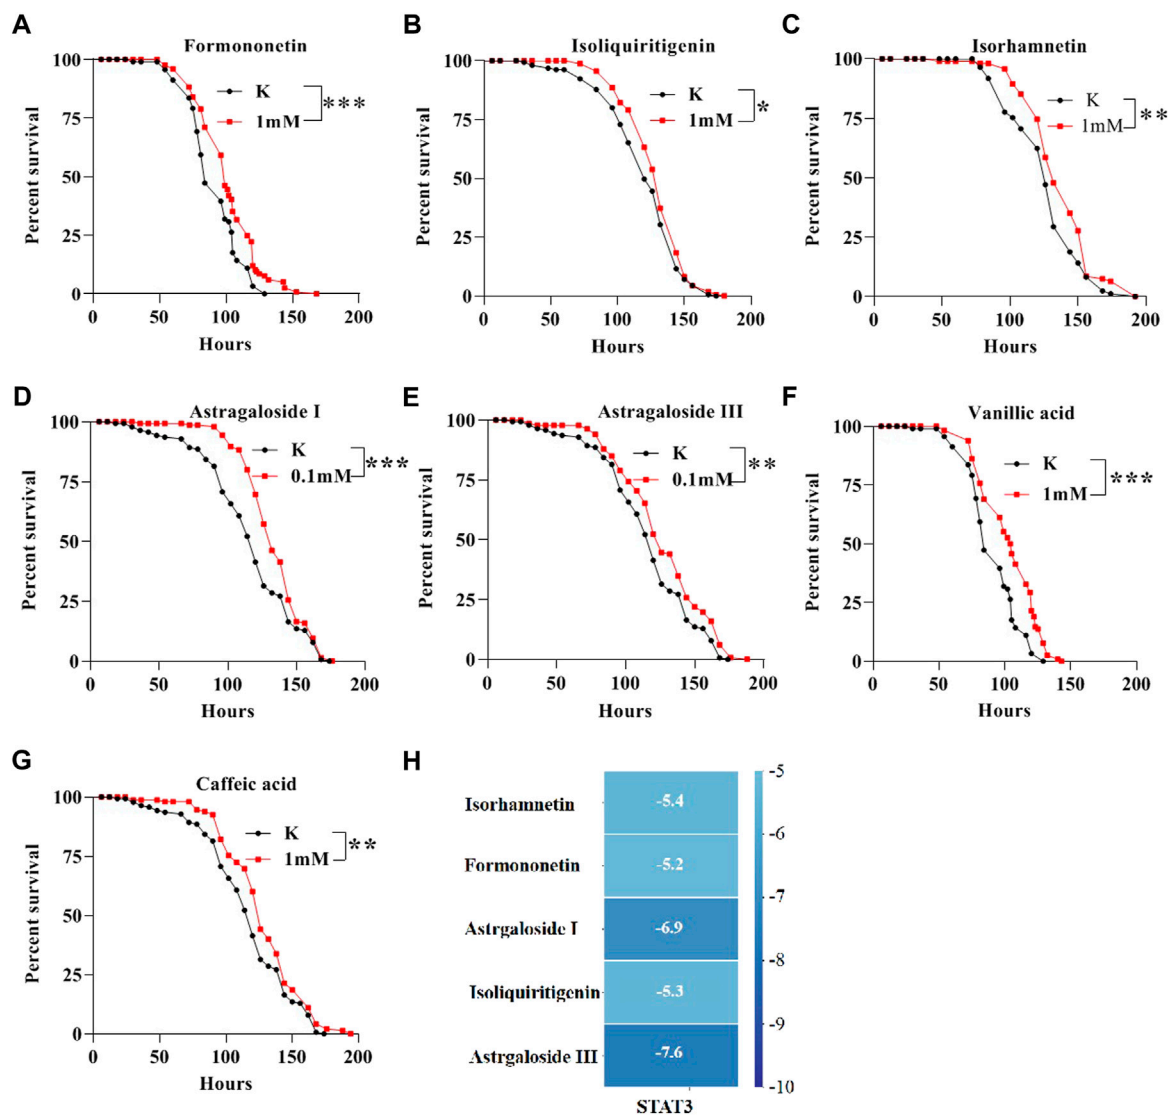 A
Formononetin
Percent survival
100
75
50
25
0
K
1mM
***
0 50 100 150 200
Hours
B
Isoliquiritigenin
Percent survival
100
75
50
25
0
K
1mM
*
0 50 100 150 200
Hours
C
Isorhamnetin
Percent survival
100
75
50
25
0
K
1mM
**
0 50 100 150 200
Hours
D
Astragaloside I
Percent survival
100
75
50
25
0
K
0.1mM
***
0 50 100 150 200
Hours
E
Astragaloside III
Percent survival
100
75
50
25
0
K
0.1mM
**
0 50 100 150 200
Hours
F
Vanillic acid
Percent survival
100
75
50
25
0
K
1mM
***
0 50 100 150 200
Hours
G
Caffeic acid
Percent survival
100
75
50
25
0
K
1mM
**
0 50 100 150 200
Hours
H
Isorhamnetin -5.4
Formononetin -5.2
Astrgaloside I -6.9
Isoliquiritigenin -5.3
Astrgaloside III -7.6
STAT3
-5
-6
-7
-8
-9
-10